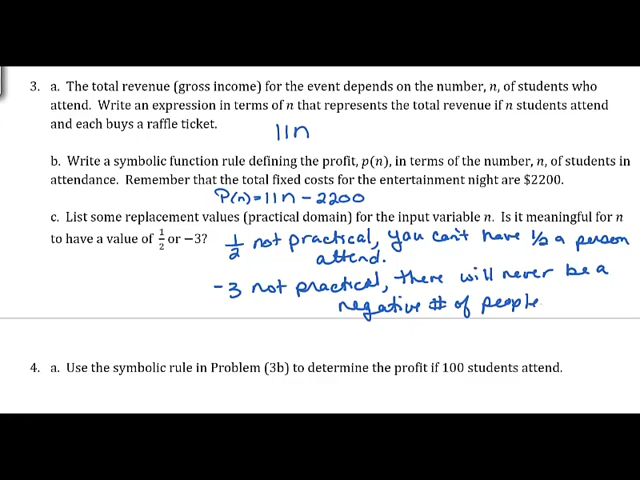 3. a. The total revenue (gross income) for the event depends on the number, n, of students who
attend. Write an expression in terms of n that represents the total revenue if n students attend
and each buys a raffle ticket.
11n
b. Write a symbolic function rule defining the profit, p(n), in terms of the number, n, of students in
attendance. Remember that the total fixed costs for the entertainment night are $2200.
P(n)=11n-2200
c. List some replacement values (practical domain) for the input variable n. Is it meaningful for n
to have a value of 1/2 or −3?
1/2 not practical, you can't have 1/2 a person
attend.
-3 not practical, there will never be a
negative # of people
4. a. Use the symbolic rule in Problem (3b) to determine the profit if 100 students attend.